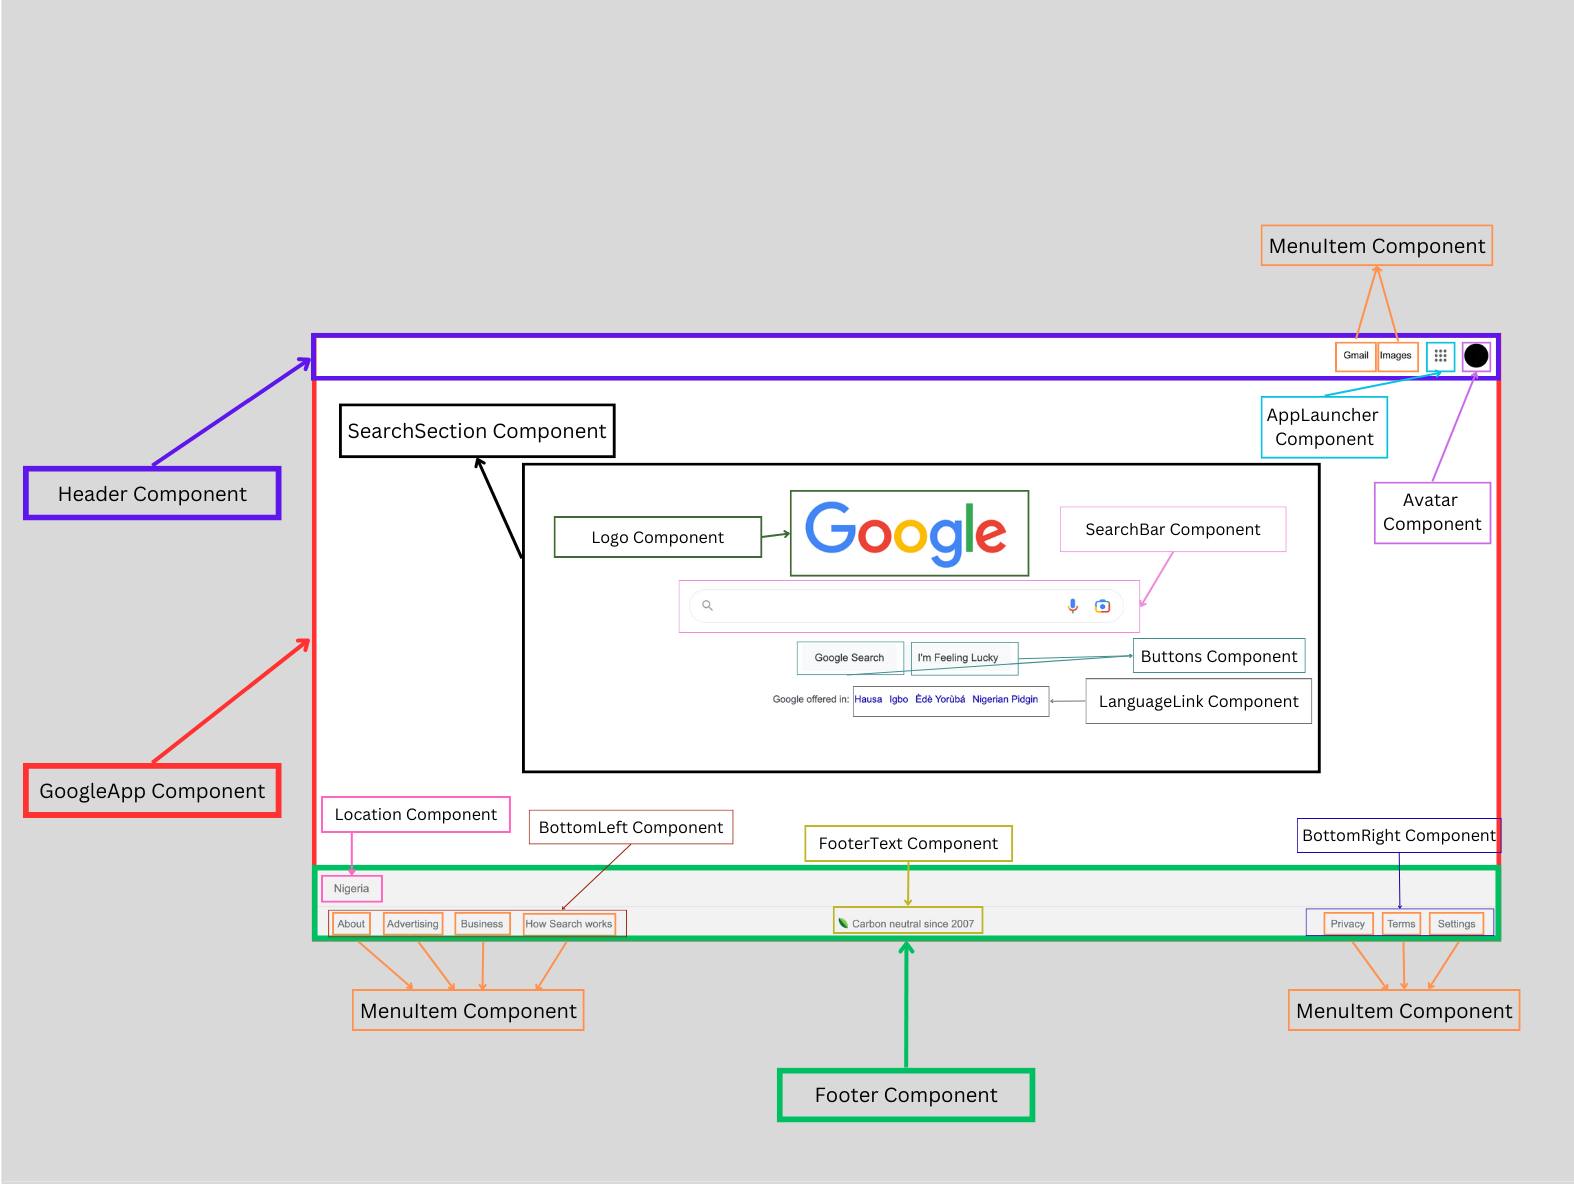 MenuItem Component
Gmail
Images
AppLauncher
Component
SearchSection Component
Header Component
Avatar
Component
Google
Logo Component
SearchBar Component
Google Search
I'm Feeling Lucky
Buttons Component
Google offered in: Hausa Igbo Èdè Yorùbá Nigerian Pidgin
LanguageLink Component
GoogleApp Component
Location Component
BottomLeft Component
FooterText Component
BottomRight Component
Nigeria
About
Advertising
Business
How Search works
Carbon neutral since 2007
Privacy
Terms
Settings
MenuItem Component
MenuItem Component
Footer Component